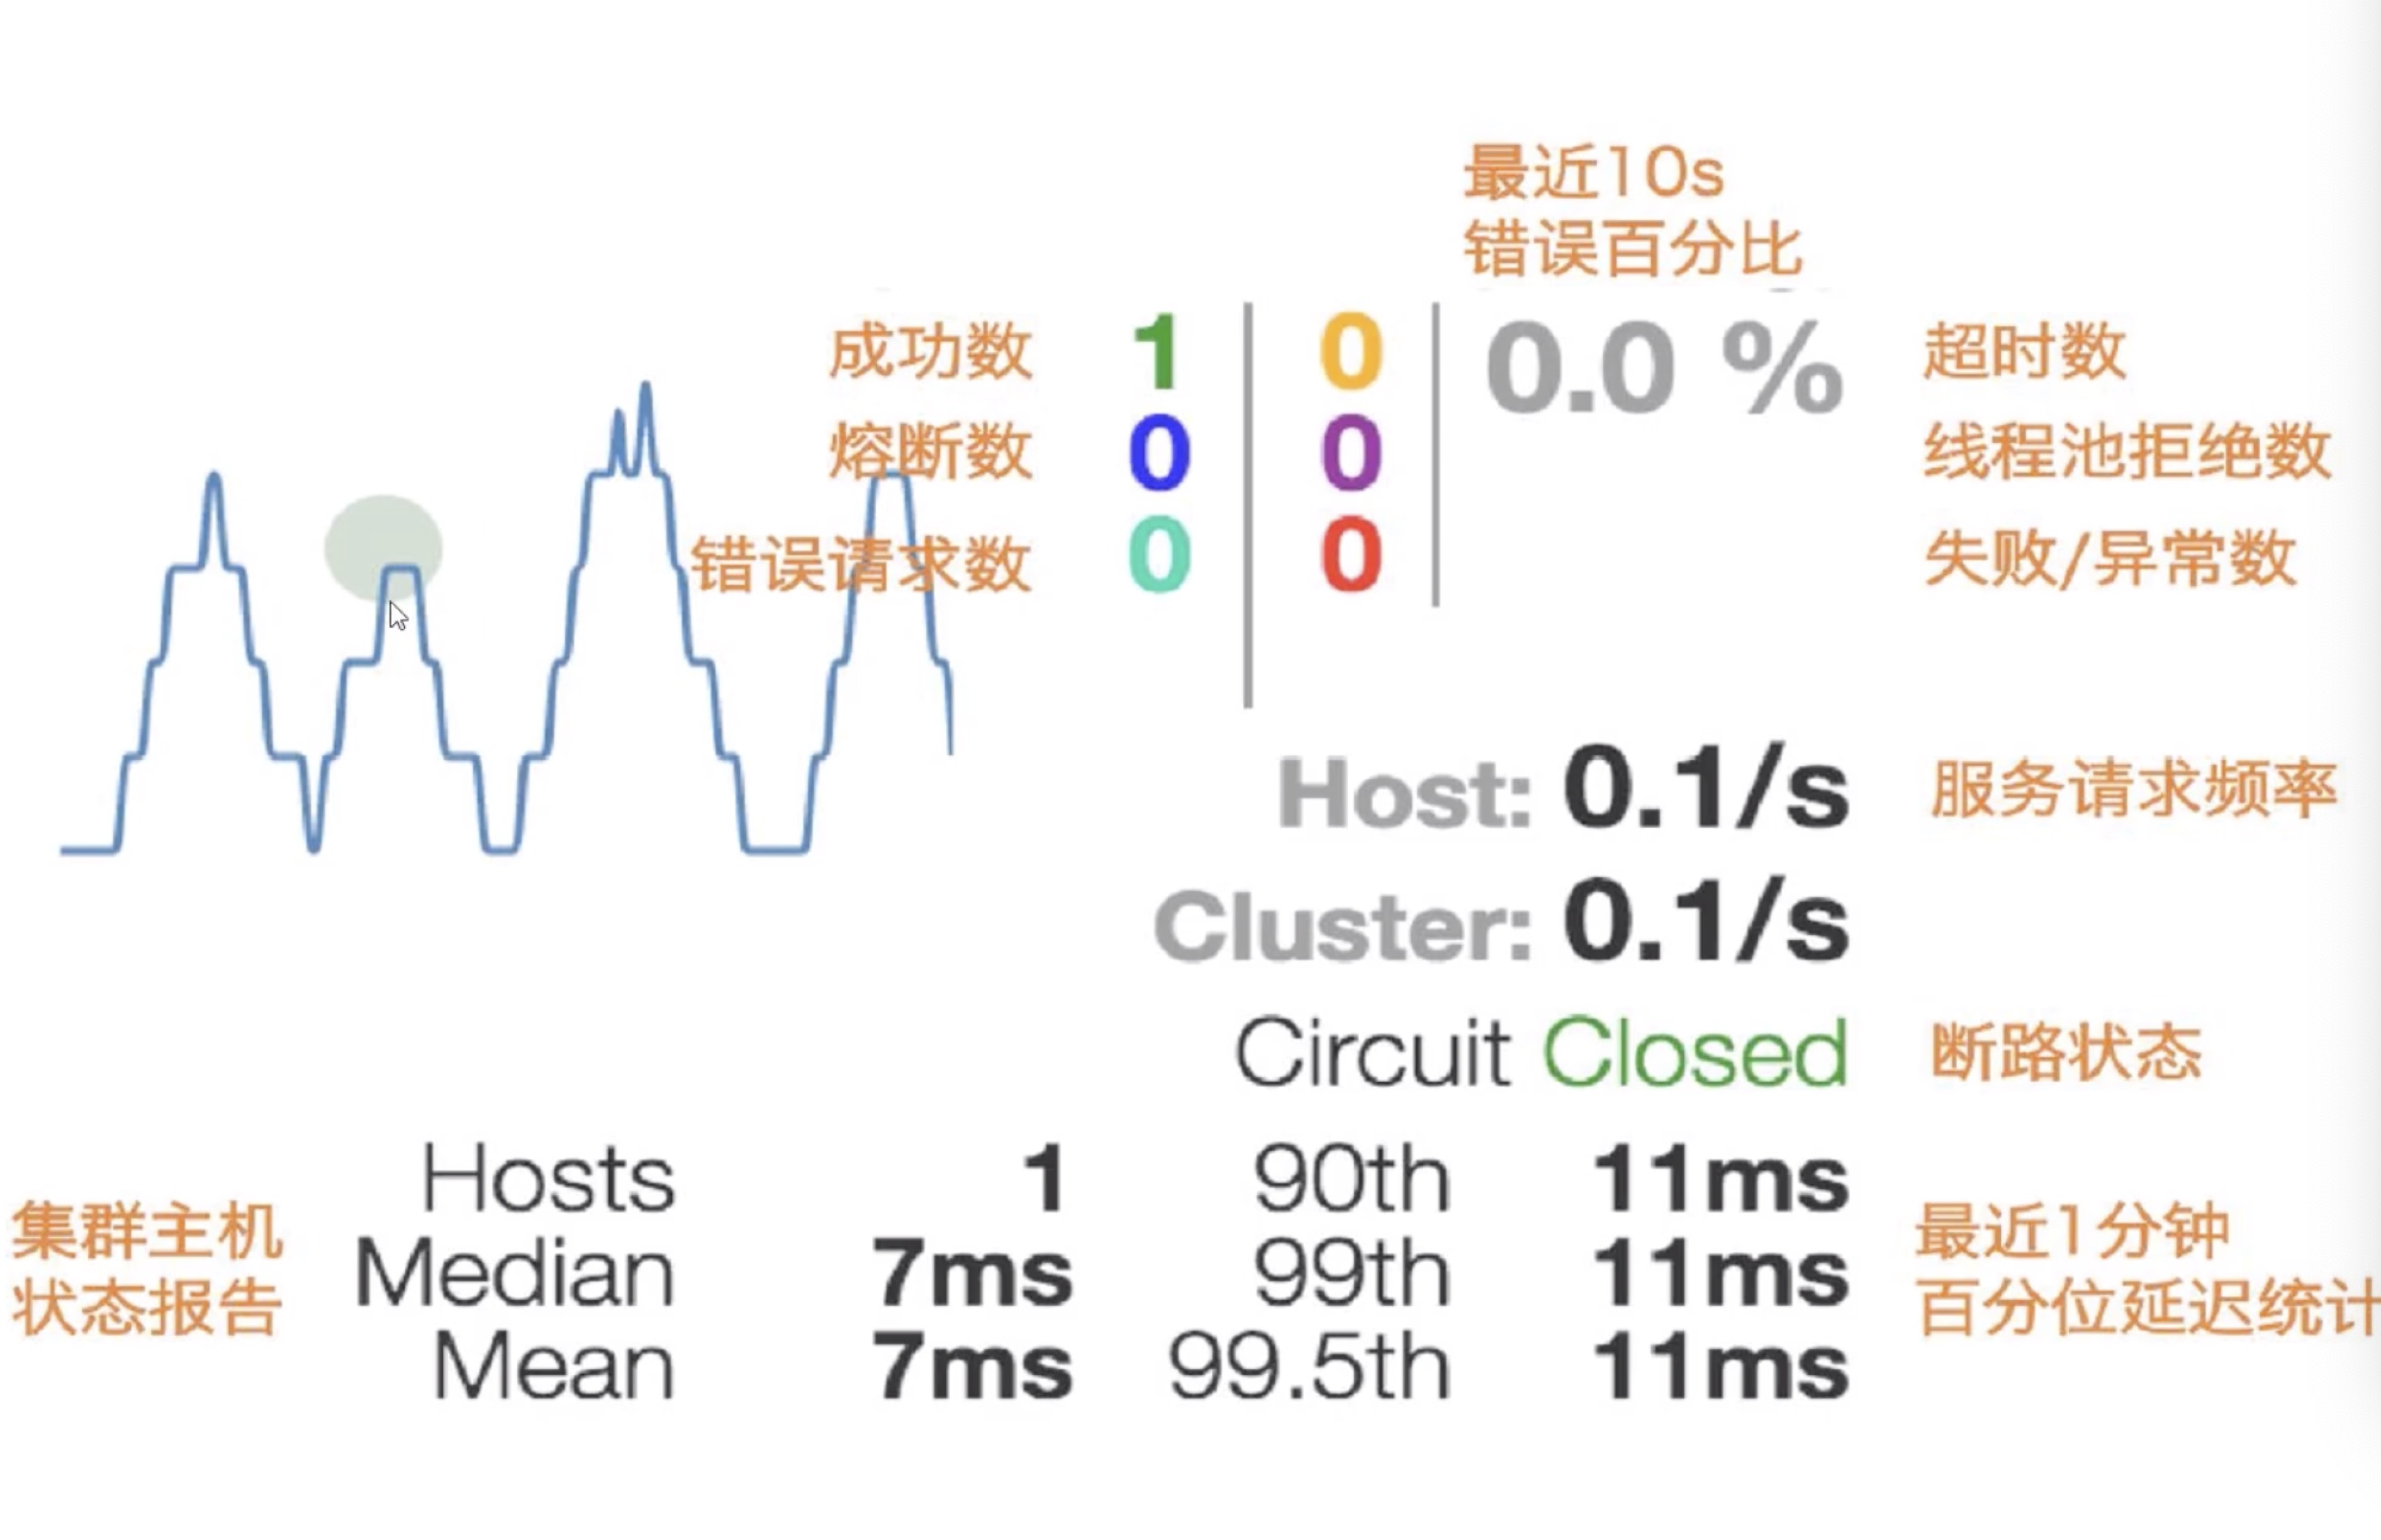 最近10s
错误百分比
成功数 1 0 0.0 % 超时数
熔断数 0 0 线程池拒绝数
错误请求数 0 0 失败/异常数
Host: 0.1/s 服务请求频率
Cluster: 0.1/s
Circuit Closed 断路状态
集群主机
状态报告
Hosts 1 90th 11ms
Median 7ms 99th 11ms
Mean 7ms 99.5th 11ms
最近1分钟
百分位延迟统计